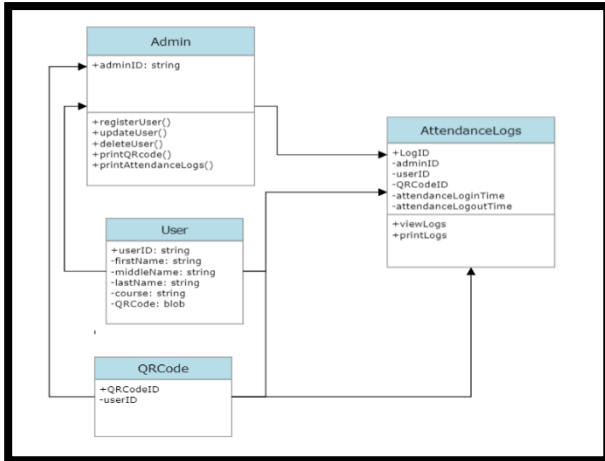 Admin
+adminID: string
+registerUser()
+updateUser()
+deleteUser()
+printQRcode()
+printAttendanceLogs()
AttendanceLogs
+LogID
-adminID
-userID
-QRCodeID
-attendanceLoginTime
-attendanceLogoutTime
+viewLogs
+printLogs
User
+userID: string
-firstName: string
-middleName: string
-lastName: string
-course: string
-QRCode: blob
QRCode
+QRCodeID
-userID